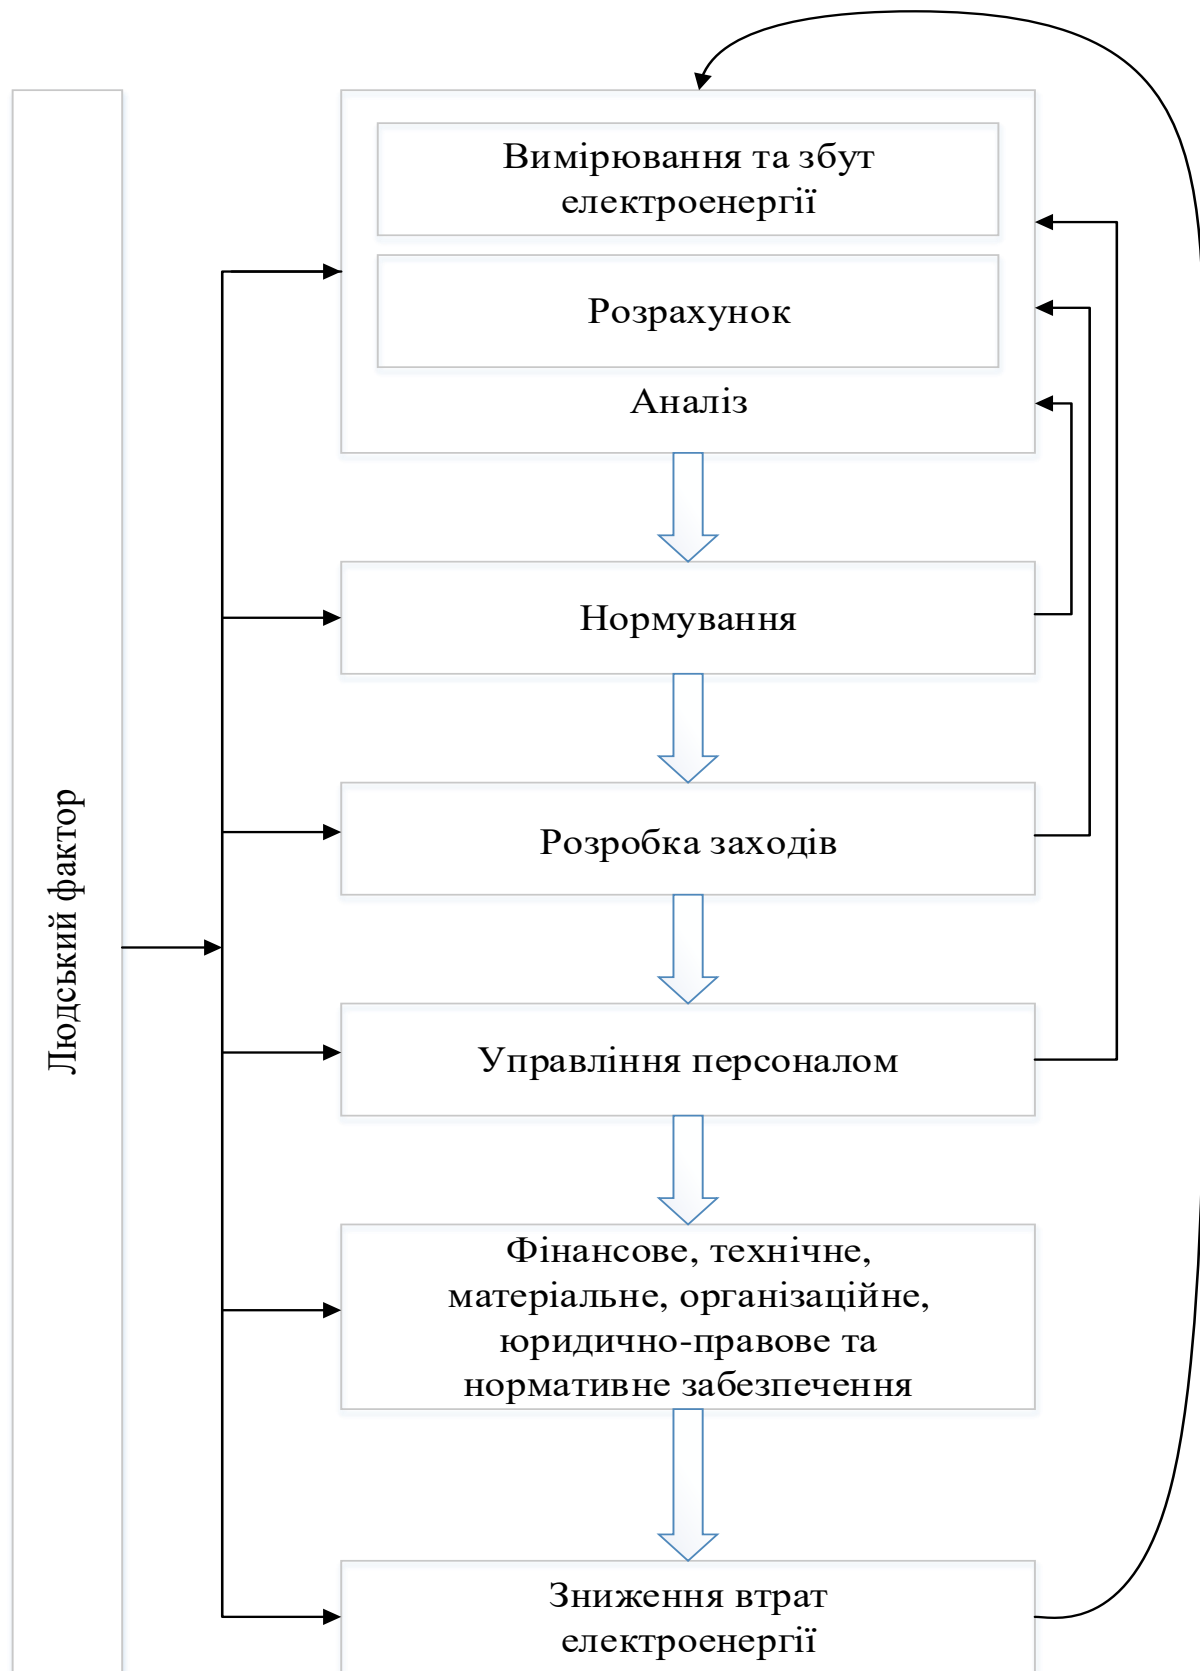 Людський фактор
Вимірювання та збут
електроенергії
Розрахунок
Аналіз
Нормування
Розробка заходів
Управління персоналом
Фінансове, технічне,
матеріальне, організаційне,
юридично-правове та
нормативне забезпечення
Зниження втрат
електроенергії